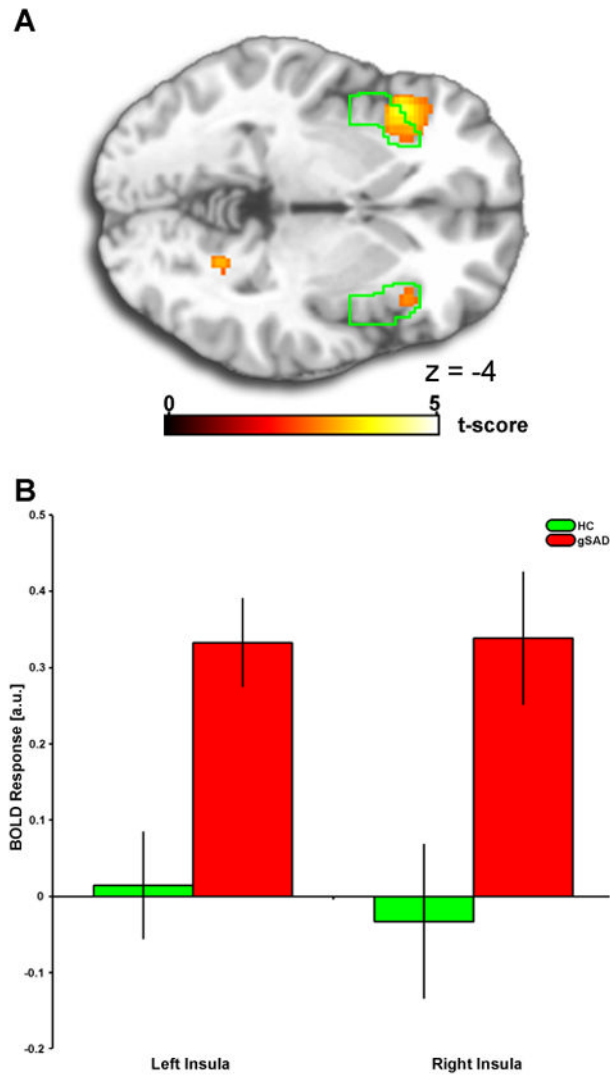 A
z = -4
0 5
t-score
B
HC
gSAD
BOLD Response [a.u.]
0.5
0.4
0.3
0.2
0.1
0
-0.1
-0.2
Left Insula Right Insula